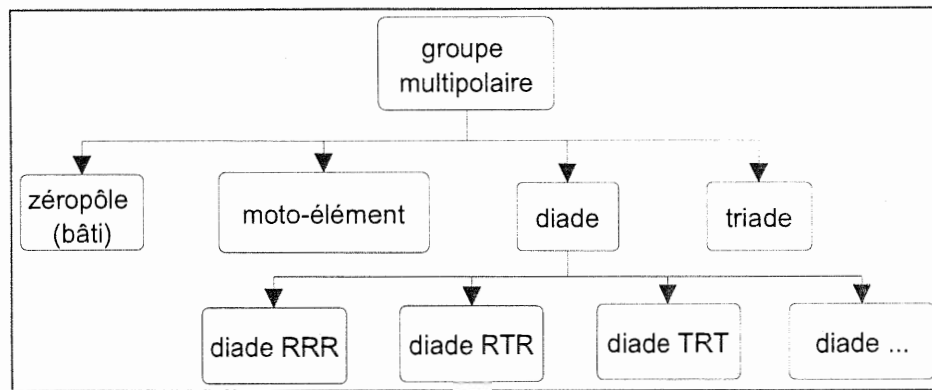 groupe
multipolaire
zéropôle
(bâti)
moto-élément
diade
triade
diade RRR
diade RTR
diade TRT
diade ...